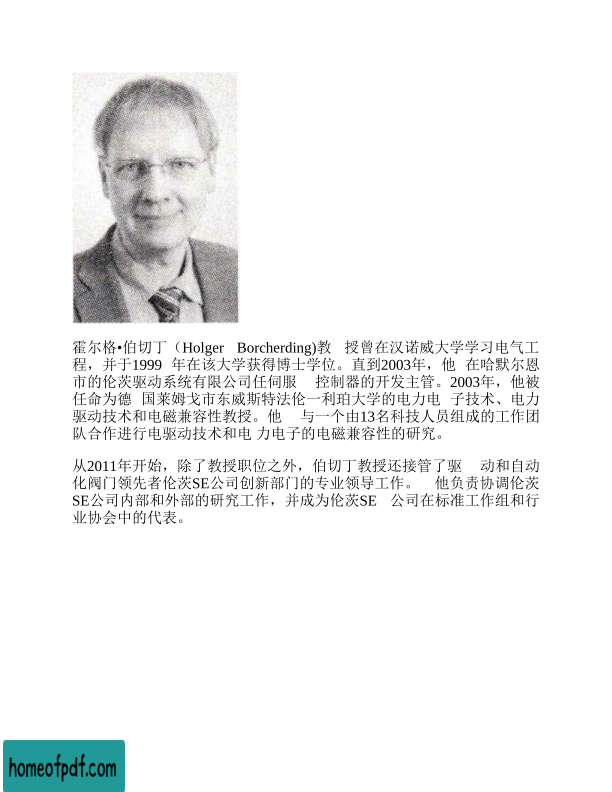 霍尔格•伯切丁（Holger Borcherding)教 授曾在汉诺威大学学习电气工
程，并于1999 年在该大学获得博士学位。直到2003年，他 在哈默尔恩
市的伦茨驱动系统有限公司任伺服 控制器的开发主管。2003年，他被
任命为德 国莱姆戈市东威斯特法伦一利珀大学的电力电 子技术、电力
驱动技术和电磁兼容性教授。他 与一个由13名科技人员组成的工作团
队合作进行电驱动技术和电 力电子的电磁兼容性的研究。
从2011年开始，除了教授职位之外，伯切丁教授还接管了驱 动和自动
化阀门领先者伦茨SE公司创新部门的专业领导工作。 他负责协调伦茨
SE公司内部和外部的研究工作，并成为伦茨SE 公司在标准工作组和行
业协会中的代表。
homeofpdf.com